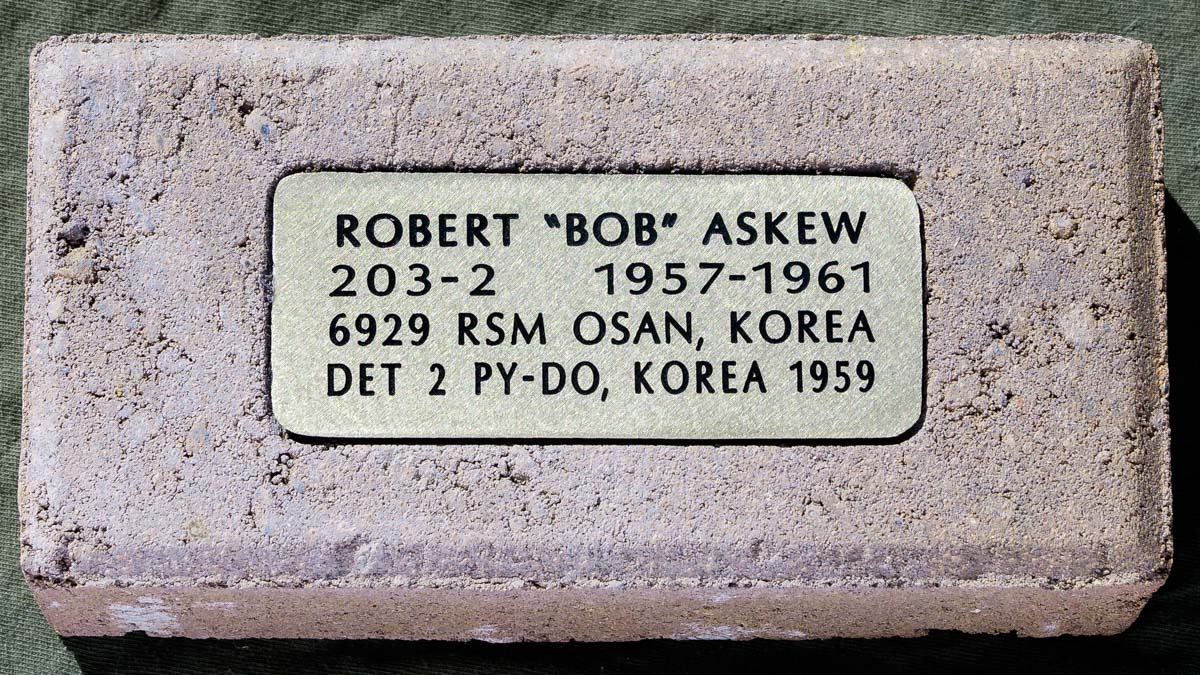 ROBERT "BOB" ASKEW
203-2 1957-1961
6929 RSM OSAN, KOREA
DET 2 PY-DO, KOREA 1959